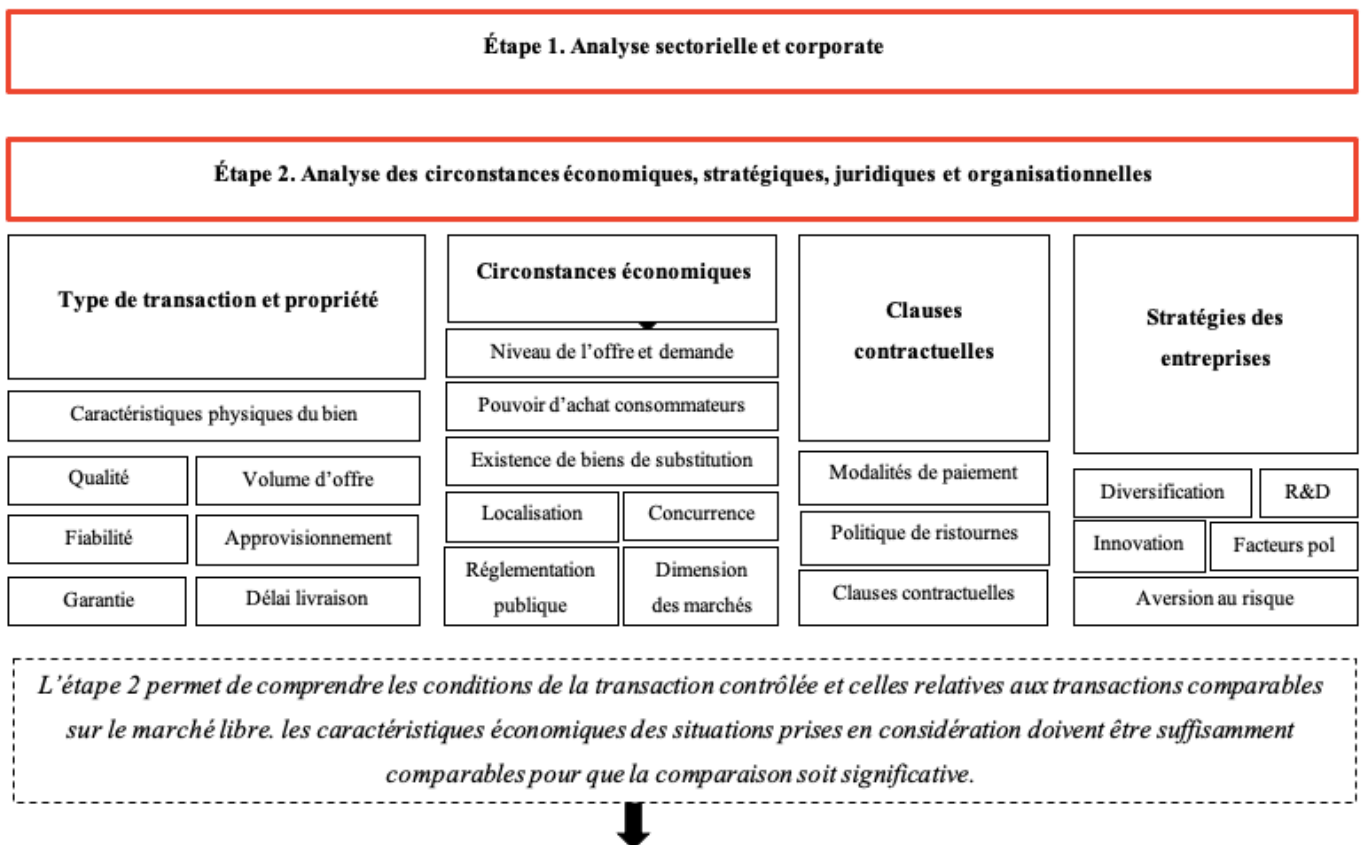 Étape 1. Analyse sectorielle et corporate
Étape 2. Analyse des circonstances économiques, stratégiques, juridiques et organisationnelles
Type de transaction et propriété
Caractéristiques physiques du bien
Qualité
Volume d’offre
Fiabilité
Approvisionnement
Garantie
Délai livraison
Circonstances économiques
Niveau de l’offre et demande
Pouvoir d’achat consommateurs
Existence de biens de substitution
Localisation
Concurrence
Réglementation
publique
Dimension
des marchés
Clauses
contractuelles
Modalités de paiement
Politique de ristournes
Clauses contractuelles
Stratégies des
entreprises
Diversification
R&D
Innovation
Facteurs pol
Aversion au risque
L’étape 2 permet de comprendre les conditions de la transaction contrôlée et celles relatives aux transactions comparables
sur le marché libre. les caractéristiques économiques des situations prises en considération doivent être suffisamment
comparables pour que la comparaison soit significative.